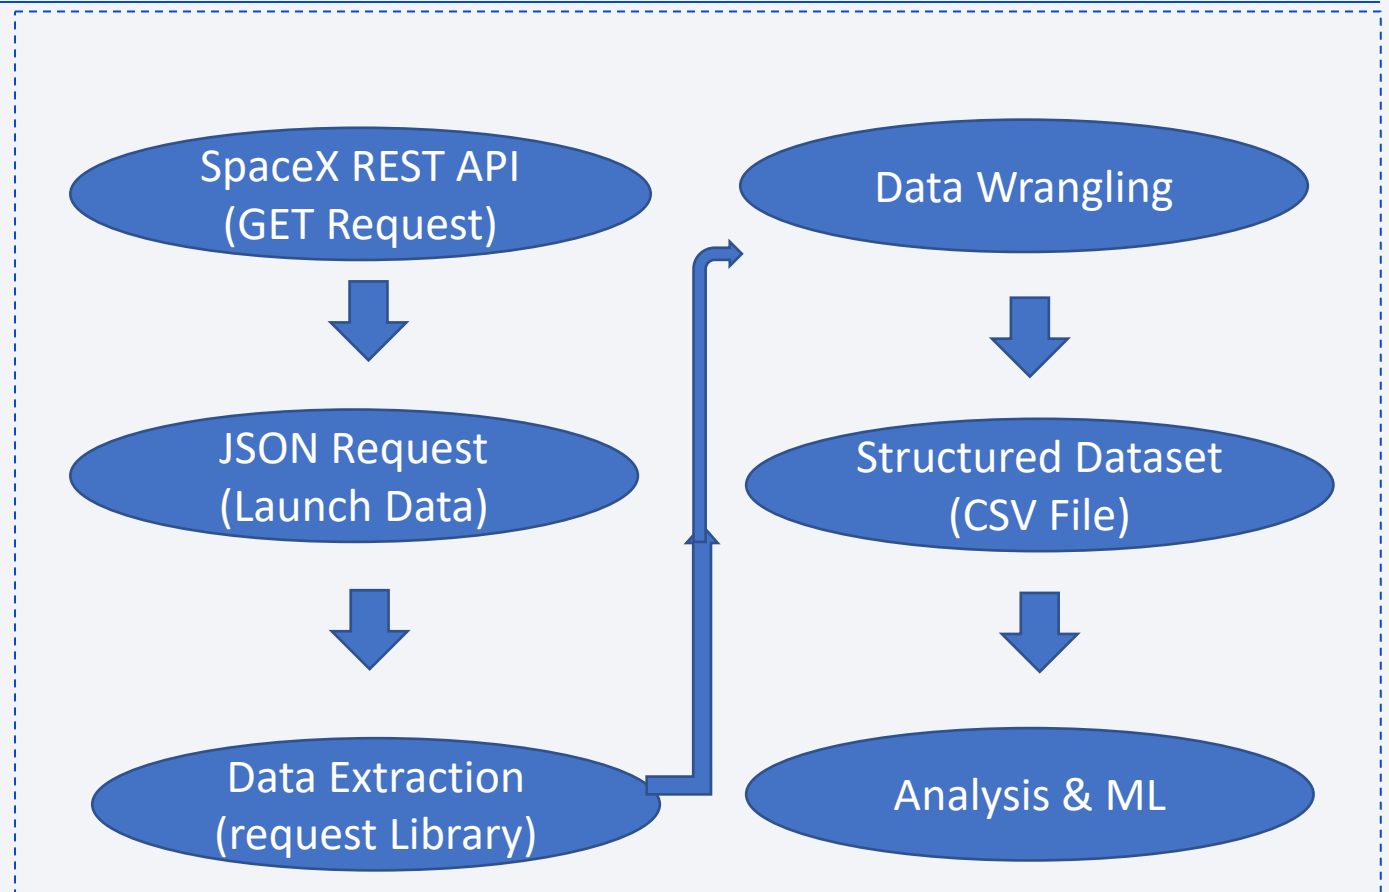 SpaceX REST API
(GET Request)
JSON Request
(Launch Data)
Data Extraction
(request Library)
Data Wrangling
Structured Dataset
(CSV File)
Analysis & ML